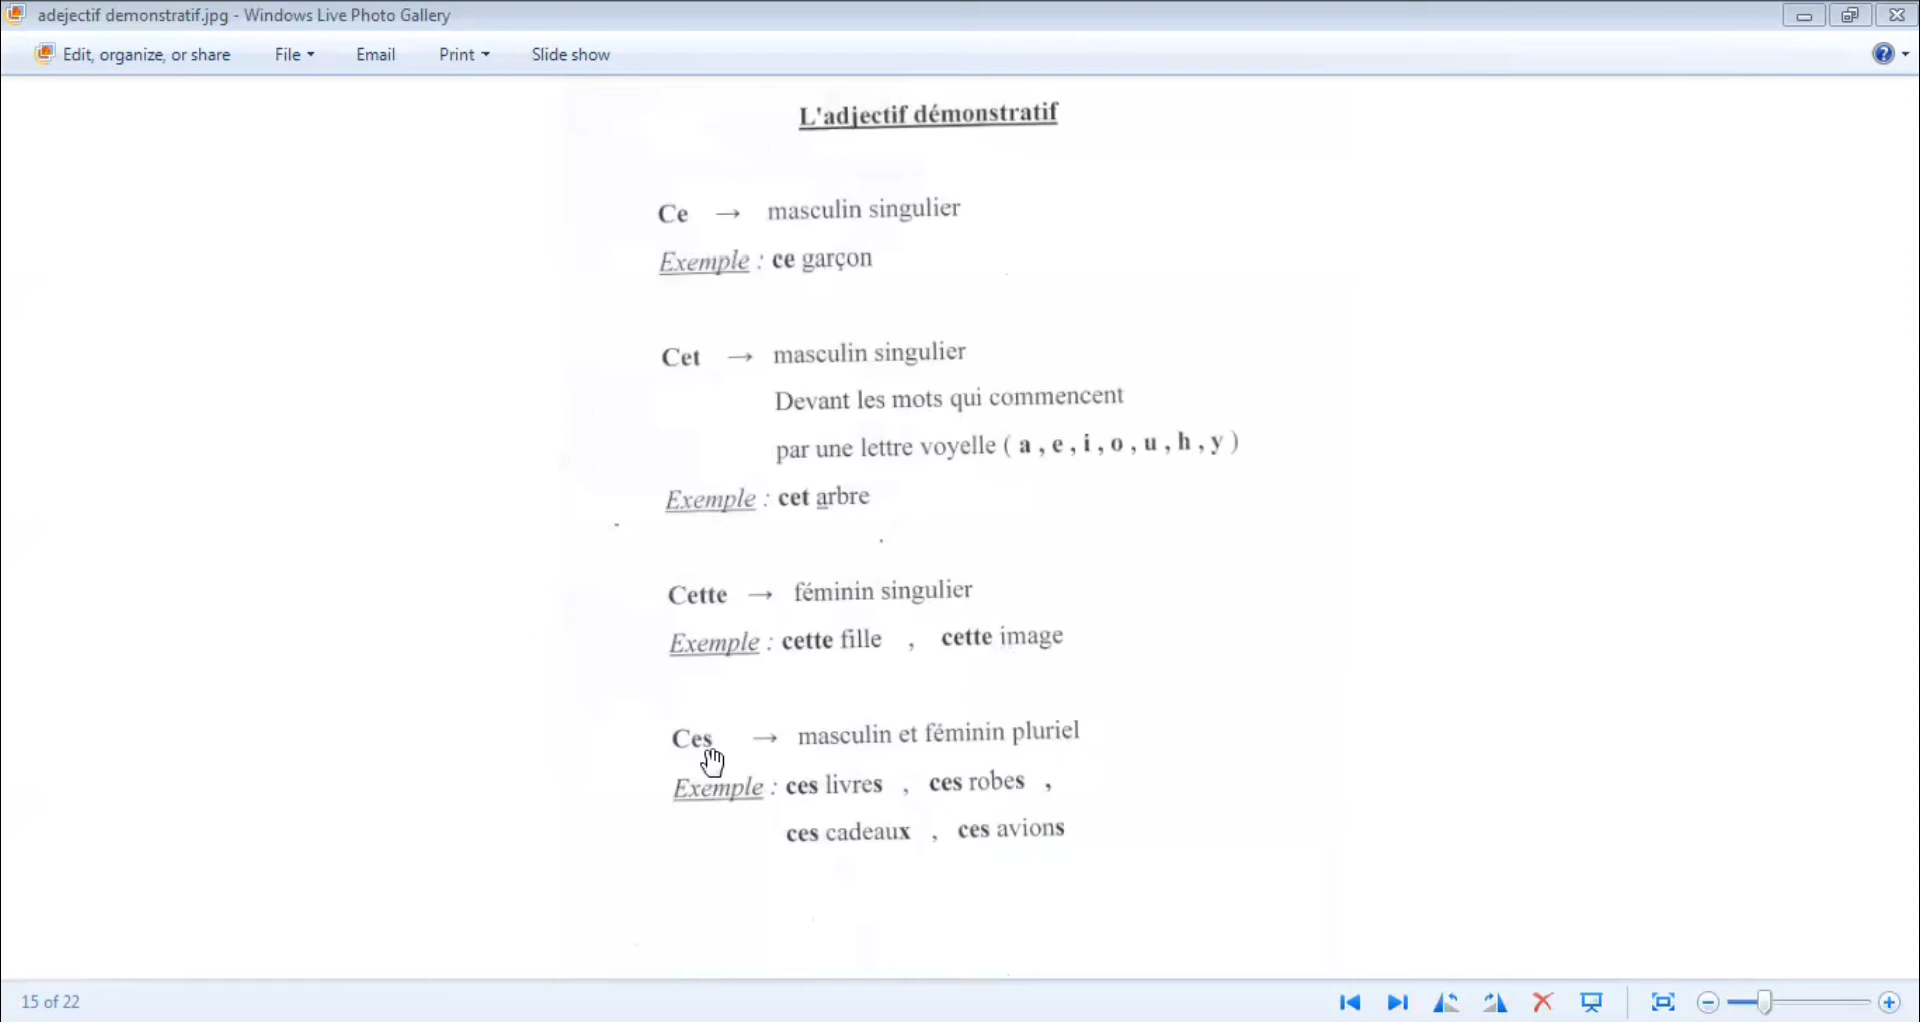 adejectif demonstratif.jpg - Windows Live Photo Gallery
Edit, organize, or share File Email Print Slide show
L'adjectif démonstratif
Ce → masculin singulier
Exemple : ce garçon
Cet → masculin singulier
Devant les mots qui commencent
par une lettre voyelle ( a , e , i , o , u , h , y )
Exemple : cet arbre
Cette → féminin singulier
Exemple : cette fille , cette image
Ces → masculin et féminin pluriel
Exemple : ces livres , ces robes ,
ces cadeaux , ces avions
15 of 22